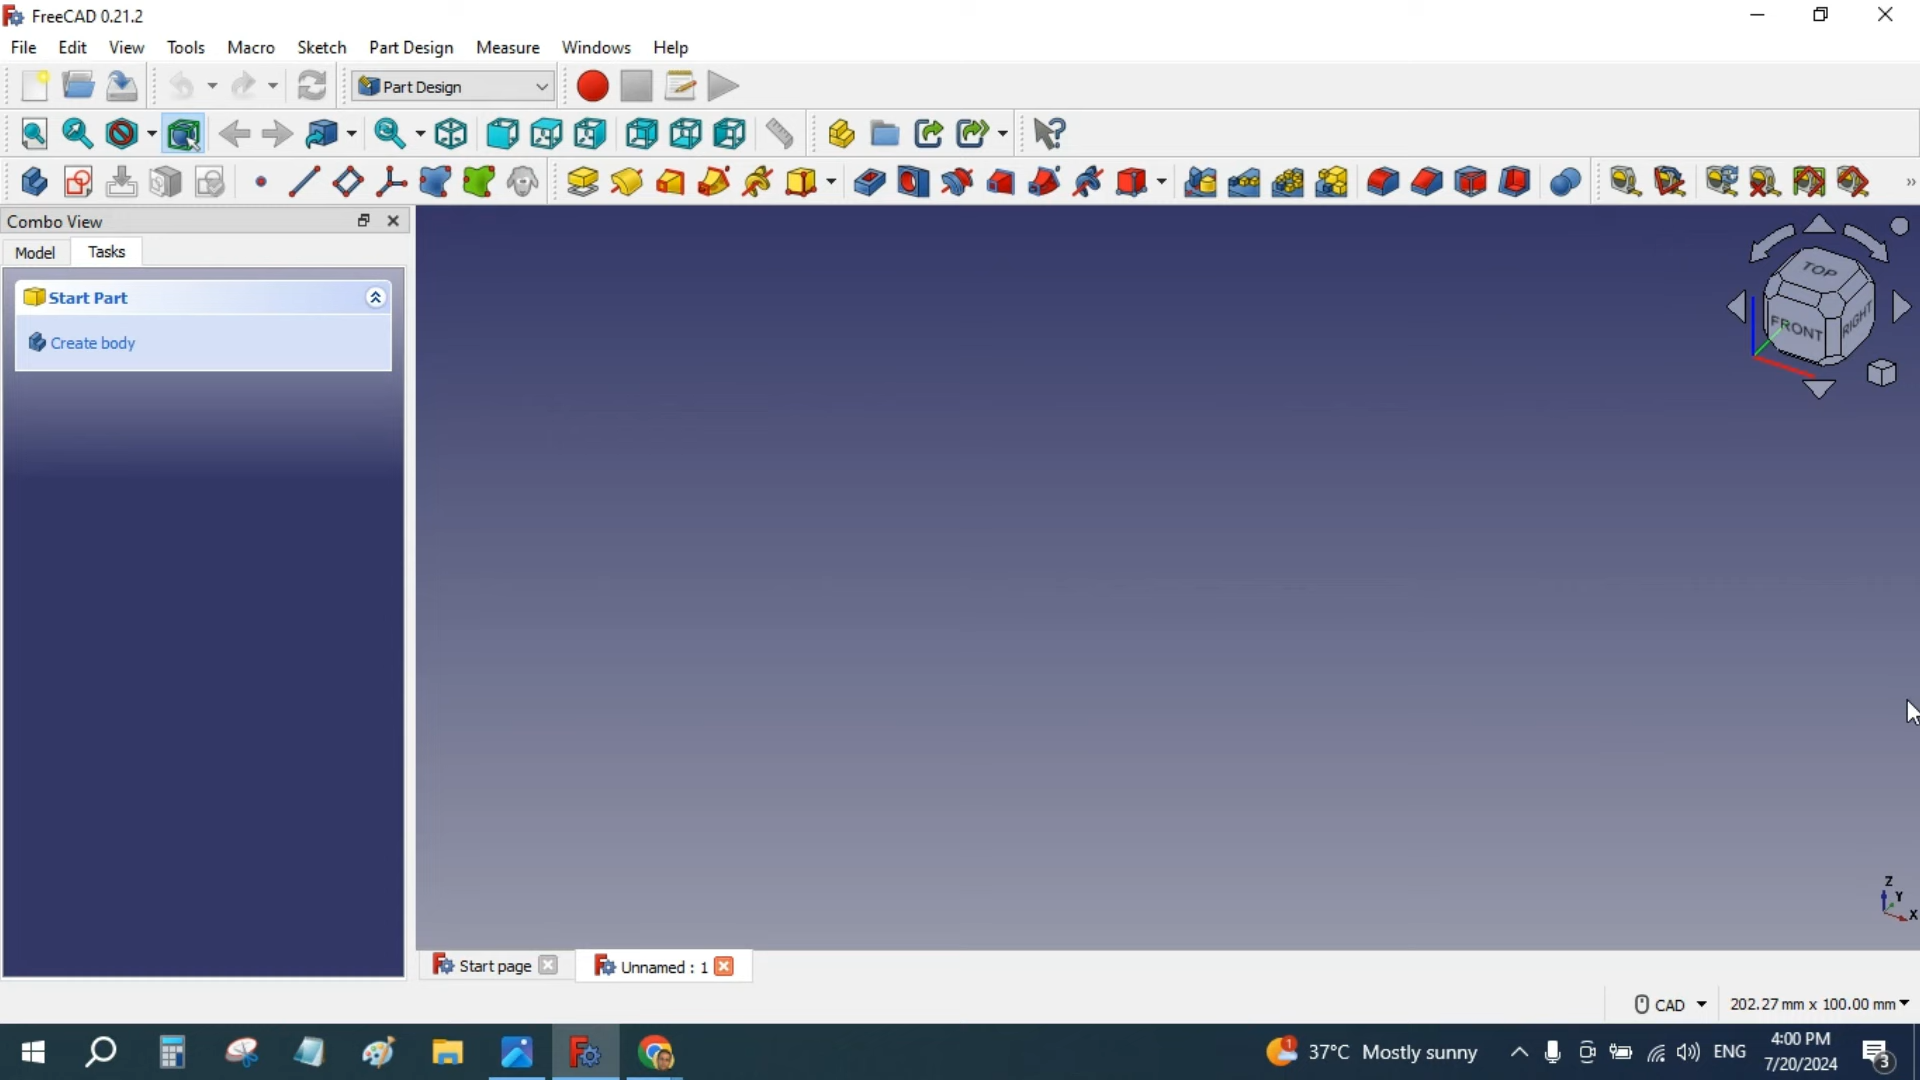 FreeCAD 0.21.2
File Edit View Tools Macro Sketch Part Design Measure Windows Help
Part Design
Combo View
Model Tasks
Start Part
Create body
TOP
FRONT RIGHT
Z
Y
X
Start page Unnamed : 1
CAD 202.27 mm x 100.00 mm
1 37°C Mostly sunny ENG 4:00 PM
7/20/2024 3